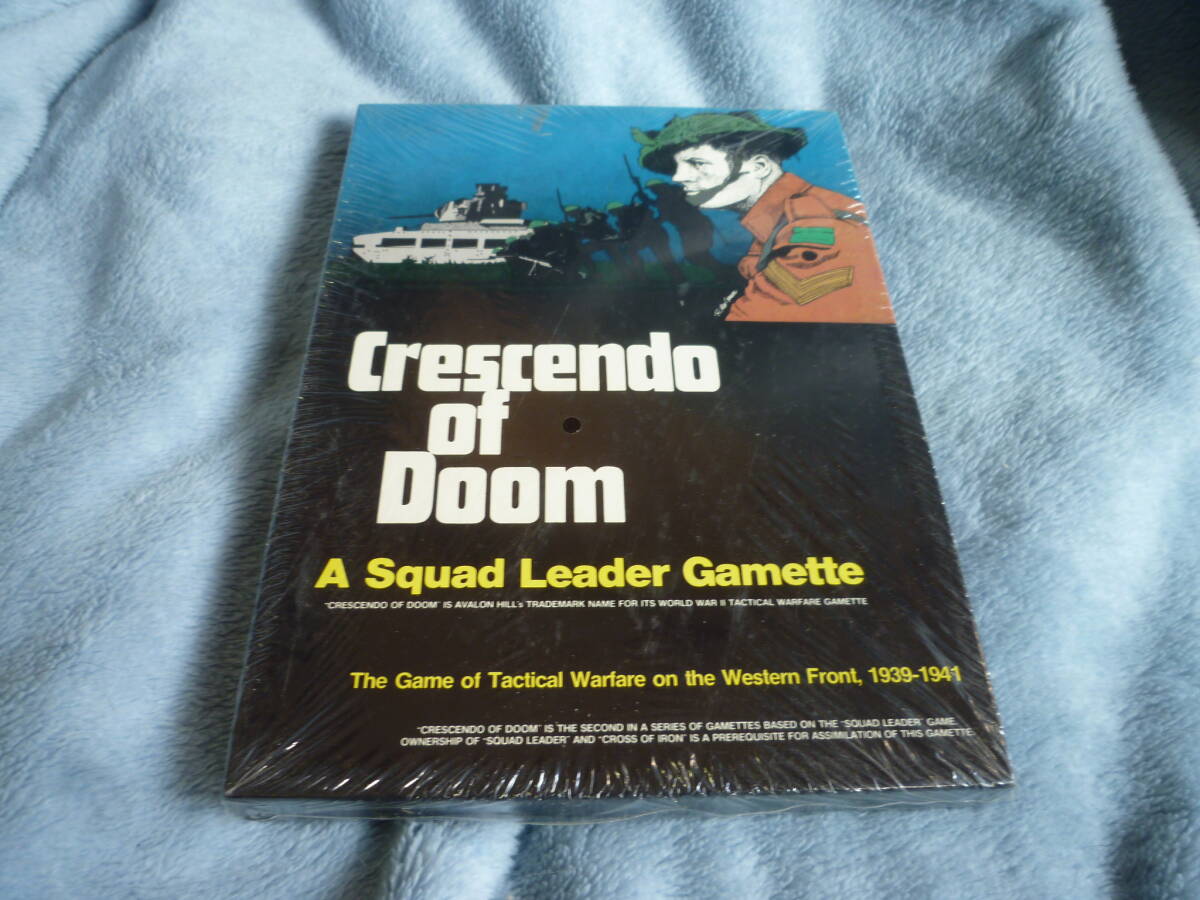 Crescendo
of
Doom
A Squad Leader Gamette
"CRESCENDO OF DOOM" IS AVALON HILL's TRADEMARK NAME FOR ITS WORLD WAR II TACTICAL WARFARE GAMETTE
The Game of Tactical Warfare on the Western Front, 1939-1941
"CRESCENDO OF DOOM" IS THE SECOND IN A SERIES OF GAMETTES BASED ON THE "SQUAD LEADER" GAME.
OWNERSHIP OF "SQUAD LEADER" AND "CROSS OF IRON" IS A PREREQUISITE FOR ASSIMILATION OF THIS GAMETTE.